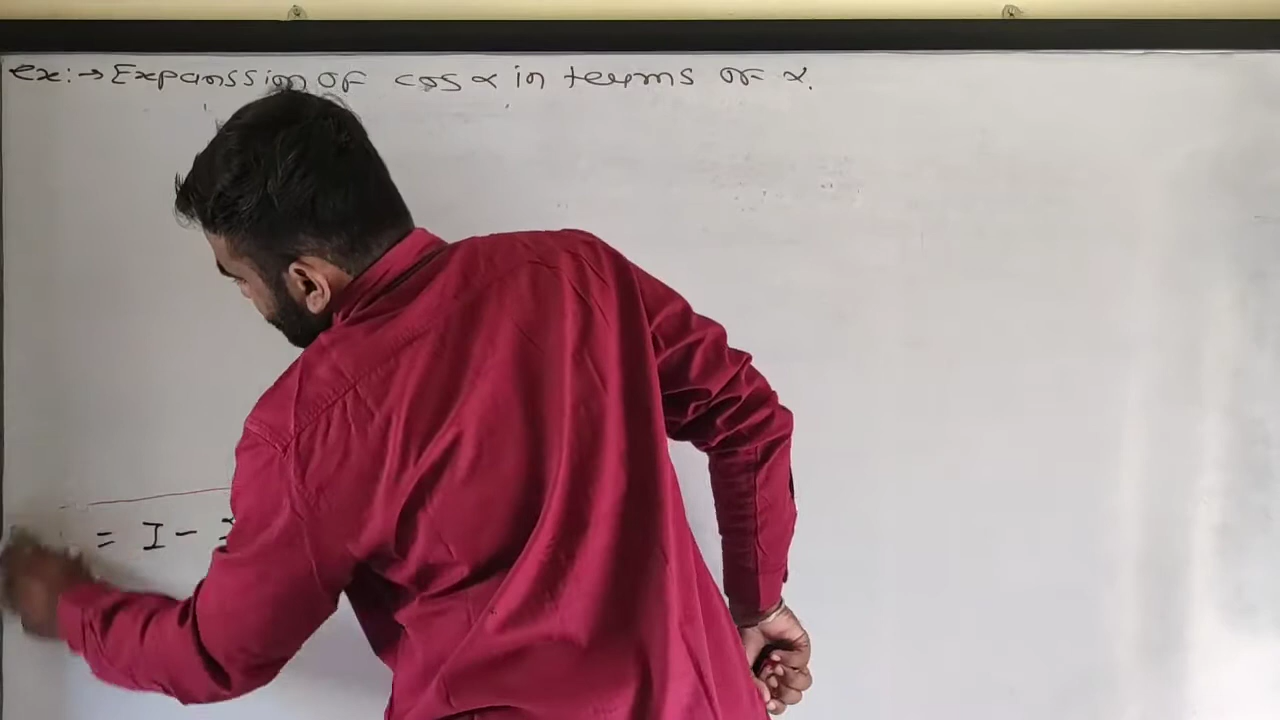 ex:→ Expanssion OF cos α in terms OF α.
= I -